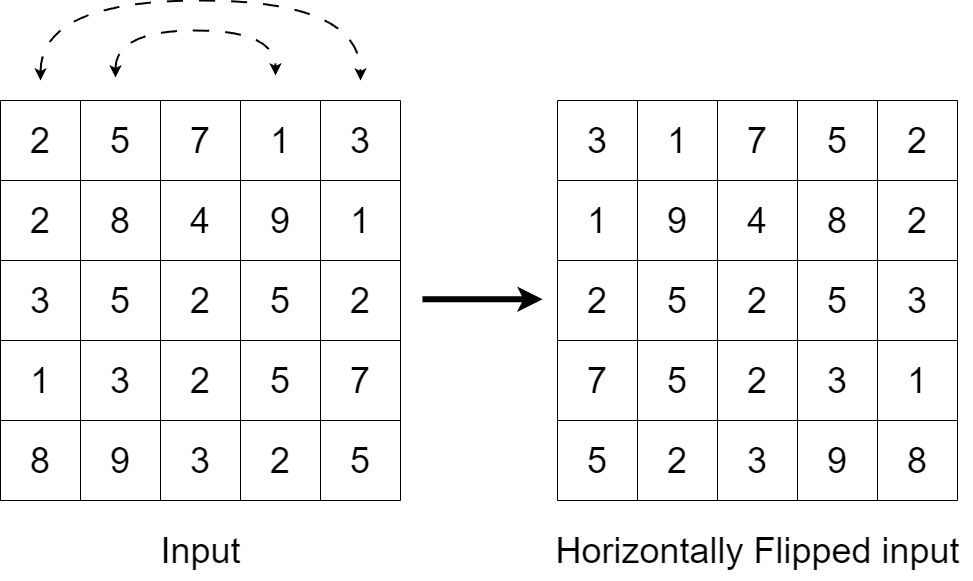 2 5 7 1 3
2 8 4 9 1
3 5 2 5 2
1 3 2 5 7
8 9 3 2 5
Input
3 1 7 5 2
1 9 4 8 2
2 5 2 5 3
7 5 2 3 1
5 2 3 9 8
Horizontally Flipped input